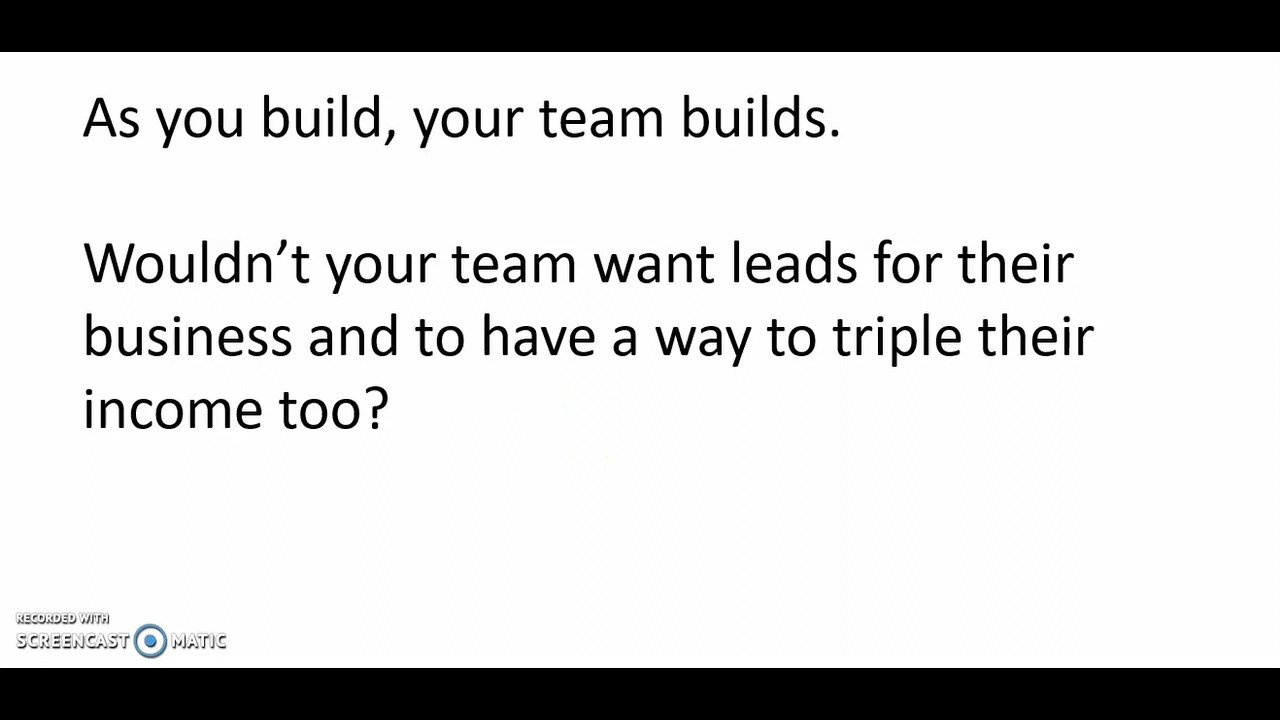 As you build, your team builds.
Wouldn’t your team want leads for their
business and to have a way to triple their
income too?
RECORDED WITH
SCREENCAST MATIC